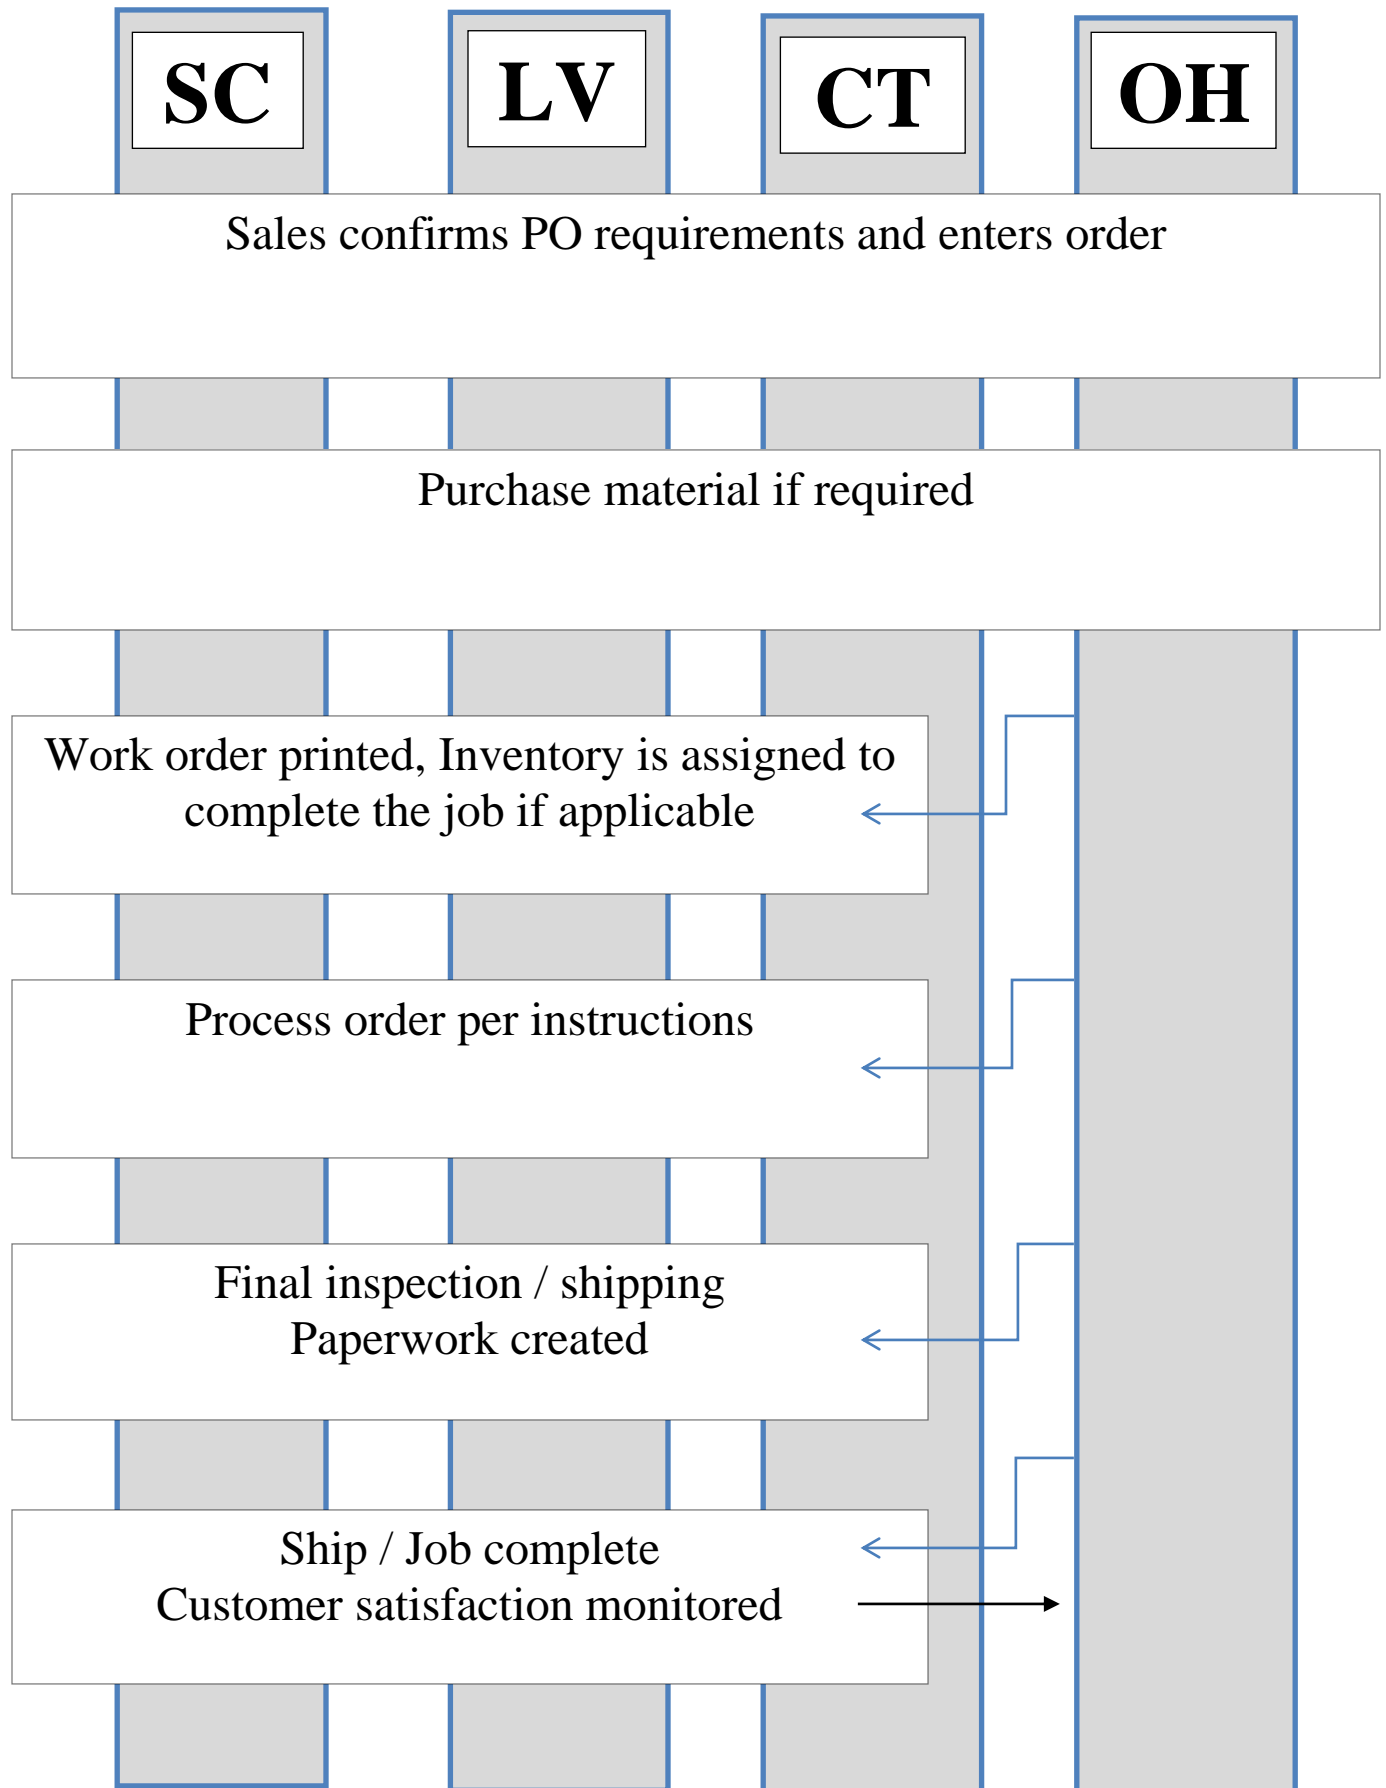 SC
LV
CT
OH
Sales confirms PO requirements and enters order
Purchase material if required
Work order printed, Inventory is assigned to
complete the job if applicable
Process order per instructions
Final inspection / shipping
Paperwork created
Ship / Job complete
Customer satisfaction monitored